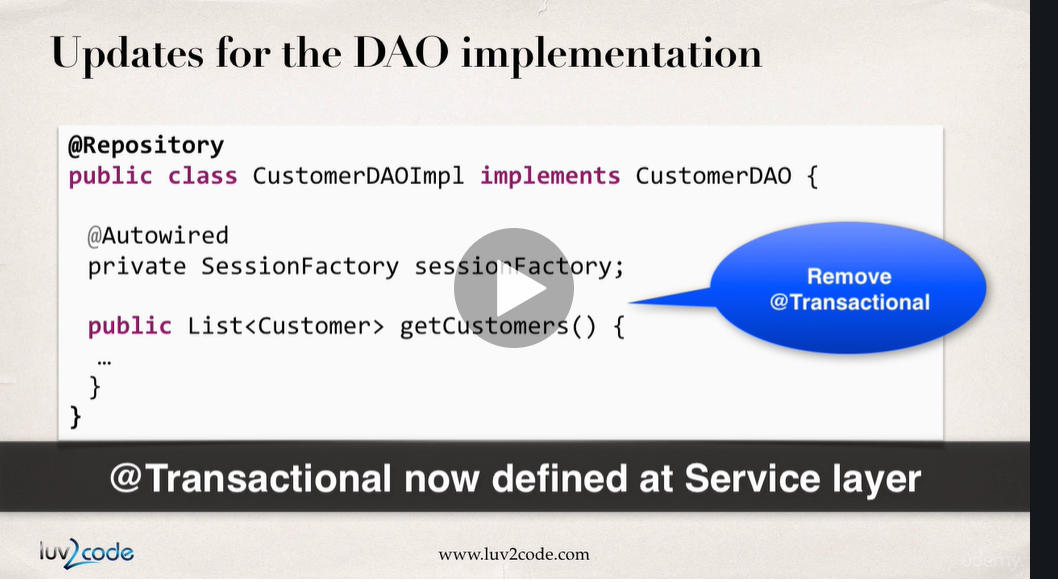 Updates for the DAO implementation
@Repository
public class CustomerDAOImpl implements CustomerDAO {
@Autowired
private SessionFactory sessionFactory;
public List<Customer> getCustomers() {
…
}
}
Remove
@Transactional
@Transactional now defined at Service layer
luv2code
www.luv2code.com
udemy